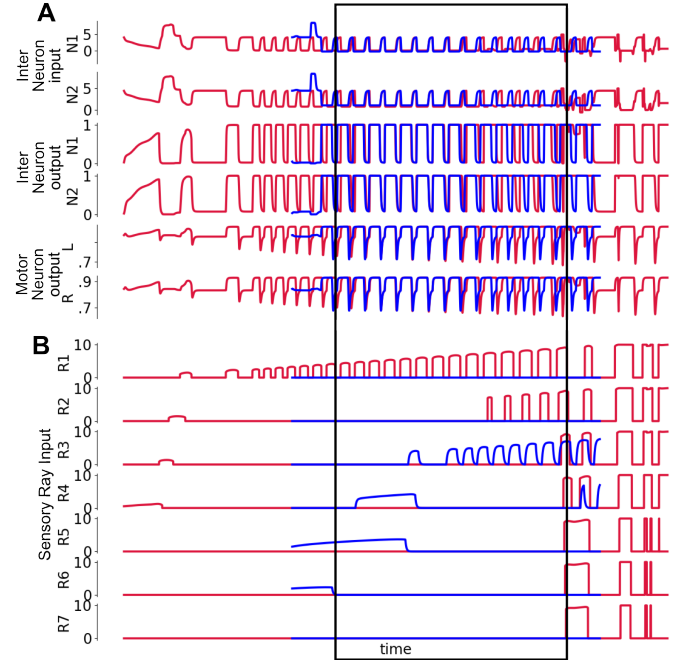 A
Inter
Neuron
input
N1
5
0
N2
5
0
Inter
Neuron
output
N1
1
0
N2
1
0
Motor
Neuron
output
L
.7
R
.9
.7
B
Sensory Ray Input
R1
10
0
R2
10
0
R3
10
0
R4
10
0
R5
10
0
R6
10
0
R7
10
0
time